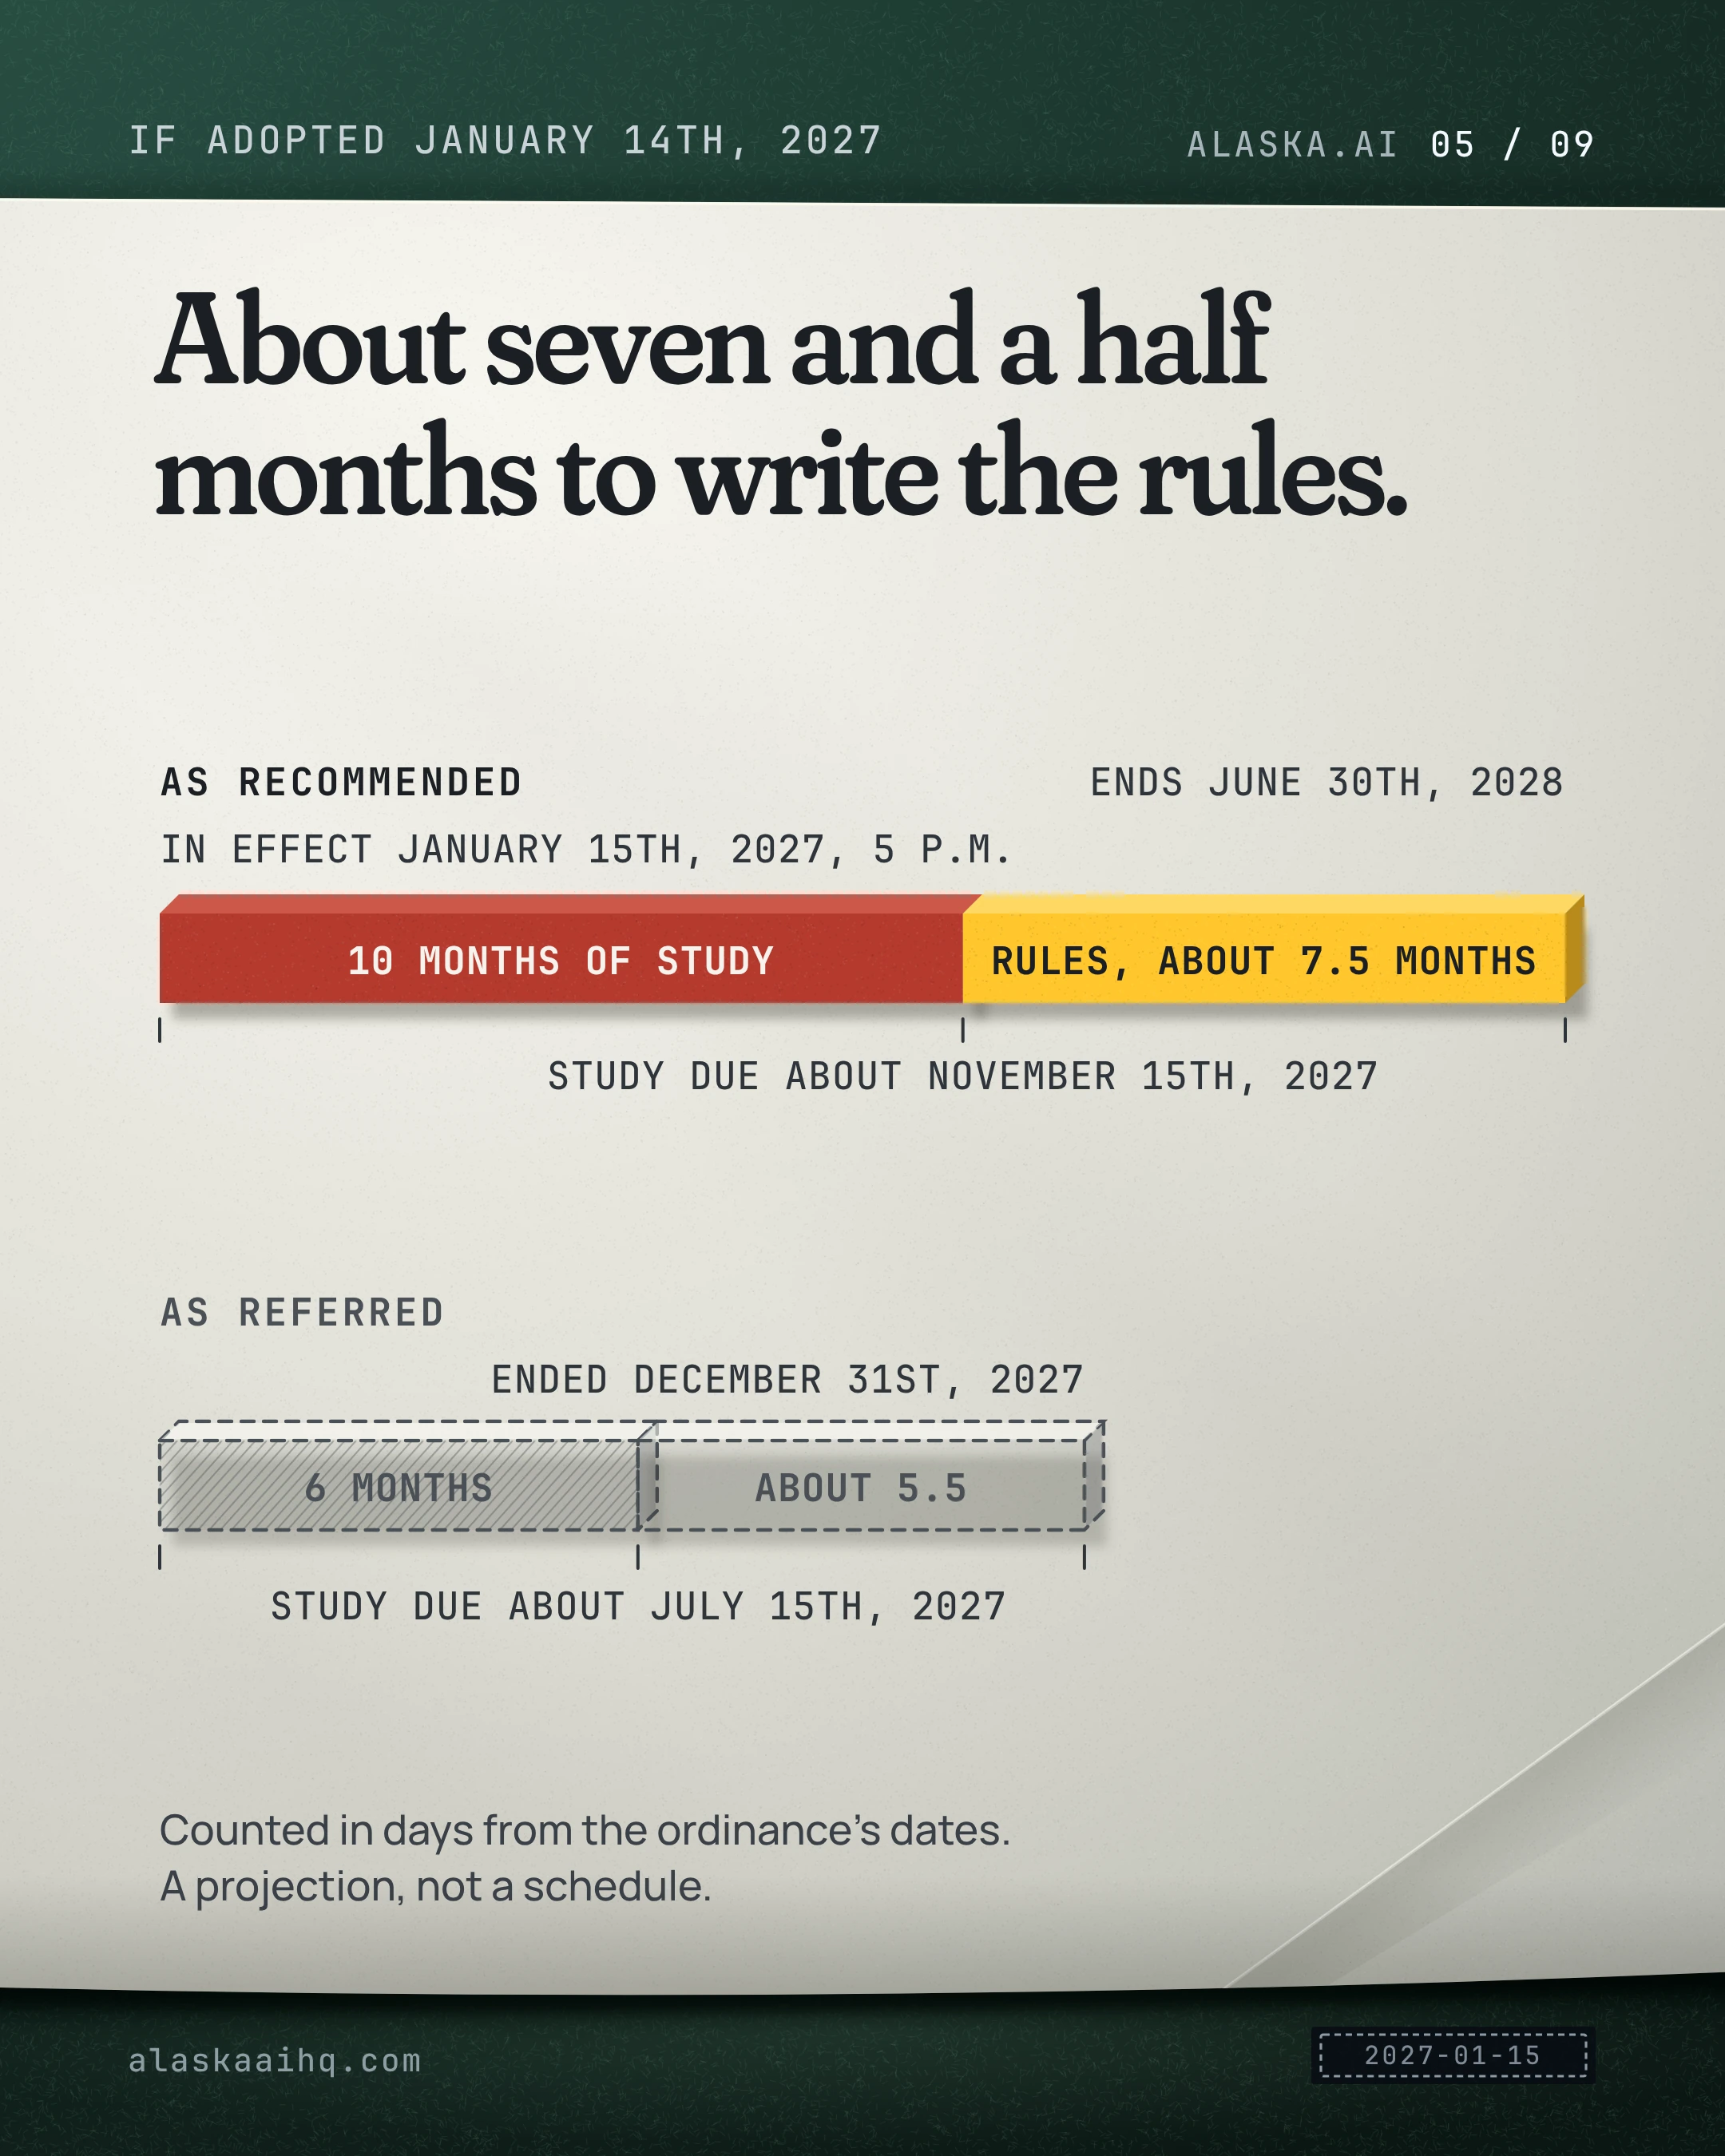 IF ADOPTED JANUARY 14TH, 2027
ALASKA.AI 05 / 09
About seven and a half
months to write the rules.
AS RECOMMENDED
ENDS JUNE 30TH, 2028
IN EFFECT JANUARY 15TH, 2027, 5 P.M.
10 MONTHS OF STUDY
RULES, ABOUT 7.5 MONTHS
STUDY DUE ABOUT NOVEMBER 15TH, 2027
AS REFERRED
ENDED DECEMBER 31ST, 2027
6 MONTHS
ABOUT 5.5
STUDY DUE ABOUT JULY 15TH, 2027
Counted in days from the ordinance’s dates.
A projection, not a schedule.
alaskaaihq.com
2027-01-15